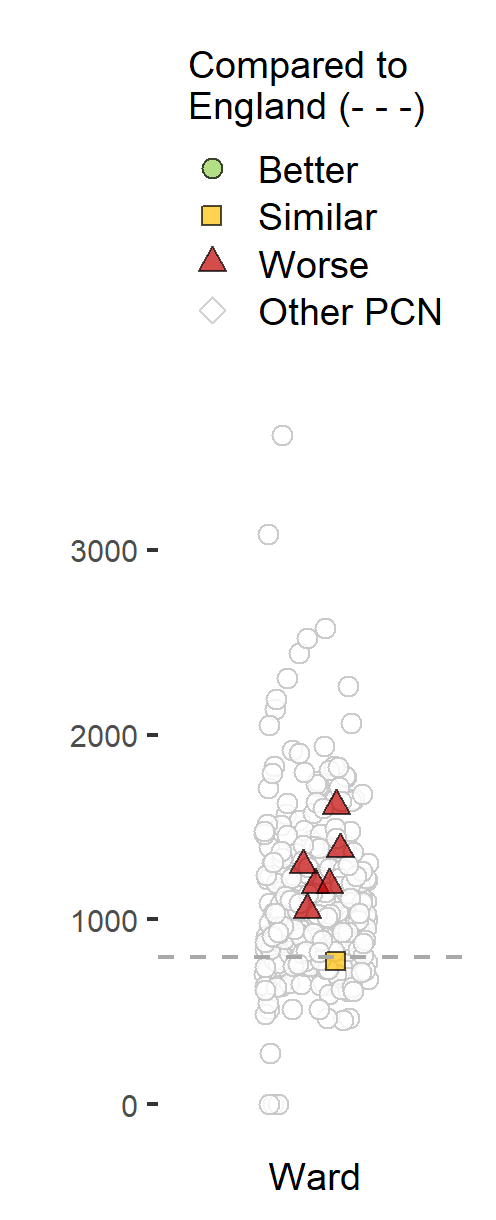 Compared to
England (- - -)
Better
Similar
Worse
Other PCN
3000
2000
1000
0
Ward